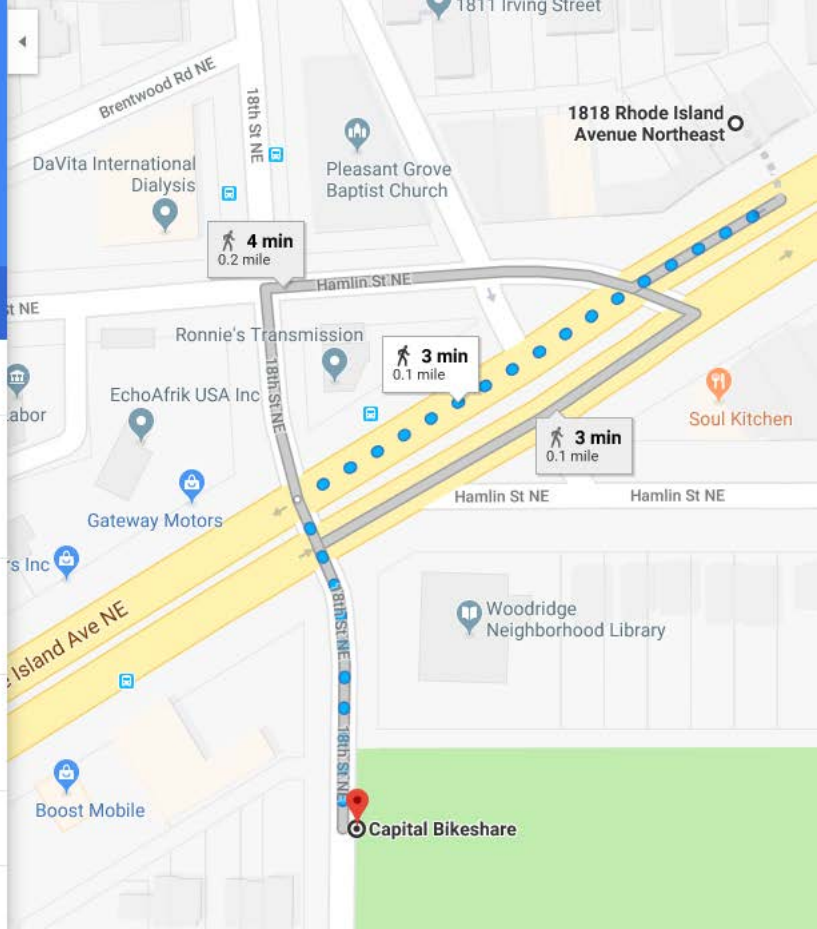 1811 Irving Street
Brentwood Rd NE
18th St NE
1818 Rhode Island
Avenue Northeast
DaVita International
Dialysis
Pleasant Grove
Baptist Church
4 min
0.2 mile
Hamlin St NE
t NE
Ronnie's Transmission
18th St NE
3 min
0.1 mile
EchoAfrik USA Inc
abor
Soul Kitchen
3 min
0.1 mile
Gateway Motors
Hamlin St NE
Hamlin St NE
rs Inc
18th St NE
Woodridge
Neighborhood Library
Island Ave NE
18th St NE
Boost Mobile
Capital Bikeshare